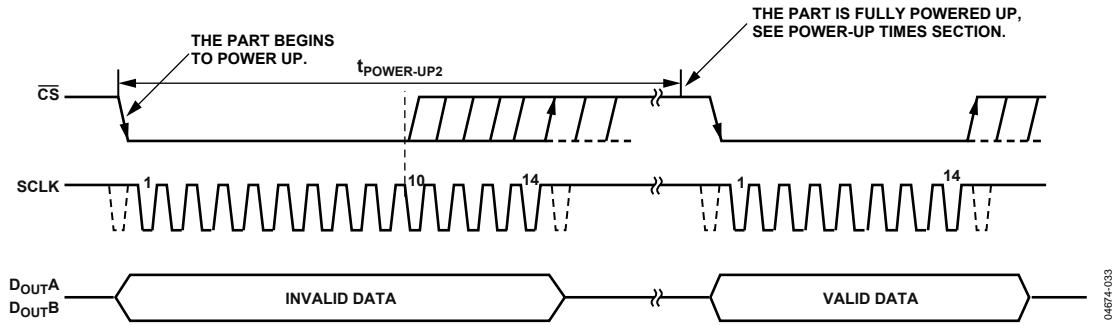 THE PART BEGINS
TO POWER UP.
THE PART IS FULLY POWERED UP,
SEE POWER-UP TIMES SECTION.
tPOWER-UP2
CS
SCLK
1
10
14
1
14
DOUTA
DOUTB
INVALID DATA
VALID DATA
04674-033